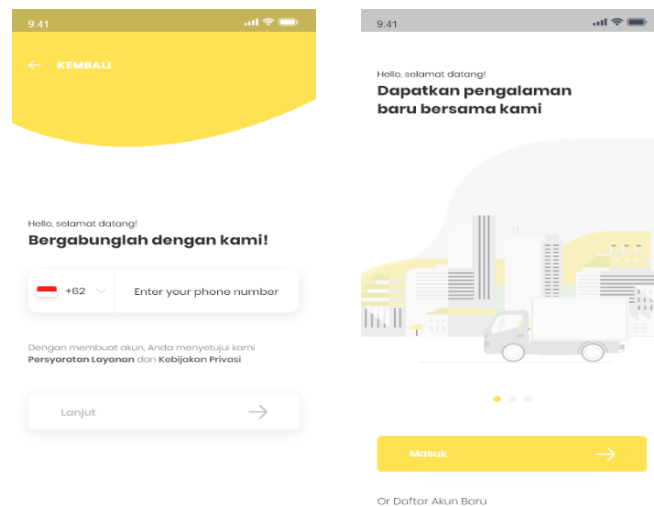 9:41
KEMBALI
Hello, selamat datang!
Bergabunglah dengan kami!
+62
Enter your phone number
Dengan membuat akun, Anda menyetujui kami
Persyaratan Layanan dan Kebijakan Privasi
Lanjut
9:41
Hello, selamat datang!
Dapatkan pengalaman
baru bersama kami
Masuk
Or Daftar Akun Baru